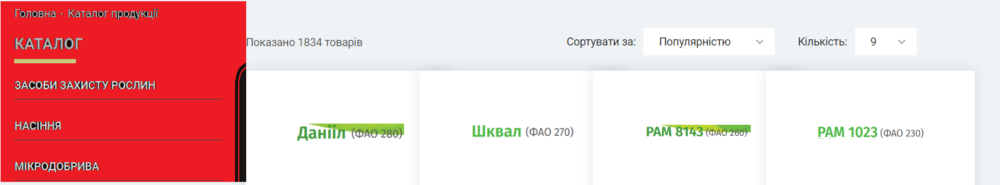 Головна - Каталог продукції
КАТАЛОГ
ЗАСОБИ ЗАХИСТУ РОСЛИН
НАСІННЯ
МІКРОДОБРИВА
Показано 1834 товарів
Сортувати за: Популярністю Кількість: 9
Данііл (ФАО 280)
Шквал (ФАО 270)
РАМ 8143 (ФАО 260)
РАМ 1023 (ФАО 230)